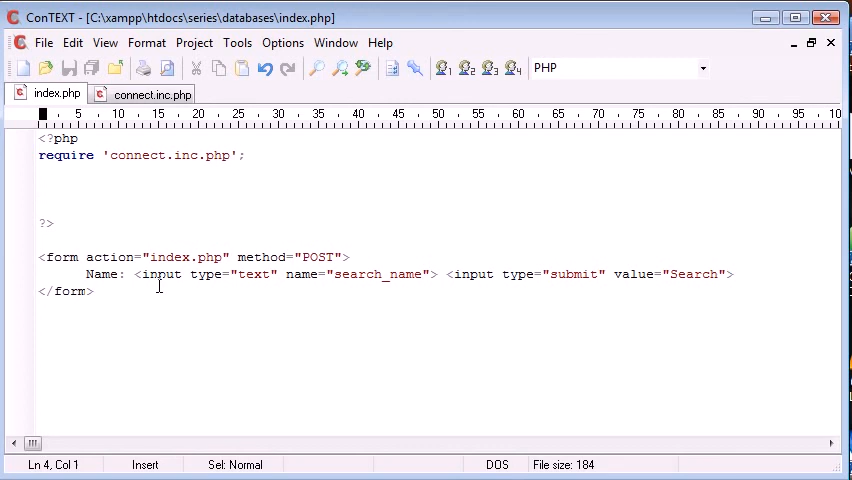 ConTEXT - [C:\xampp\htdocs\series\databases\index.php]
File Edit View Format Project Tools Options Window Help
1 2 3 4 PHP
index.php connect.inc.php
5 10 15 20 25 30 35 40 45 50 55 60 65 70 75 80 85 90 95 10
<?php
require 'connect.inc.php';
?>
<form action="index.php" method="POST">
Name: <input type="text" name="search_name"> <input type="submit" value="Search">
</form>
Ln 4, Col 1 Insert Sel: Normal DOS File size: 184